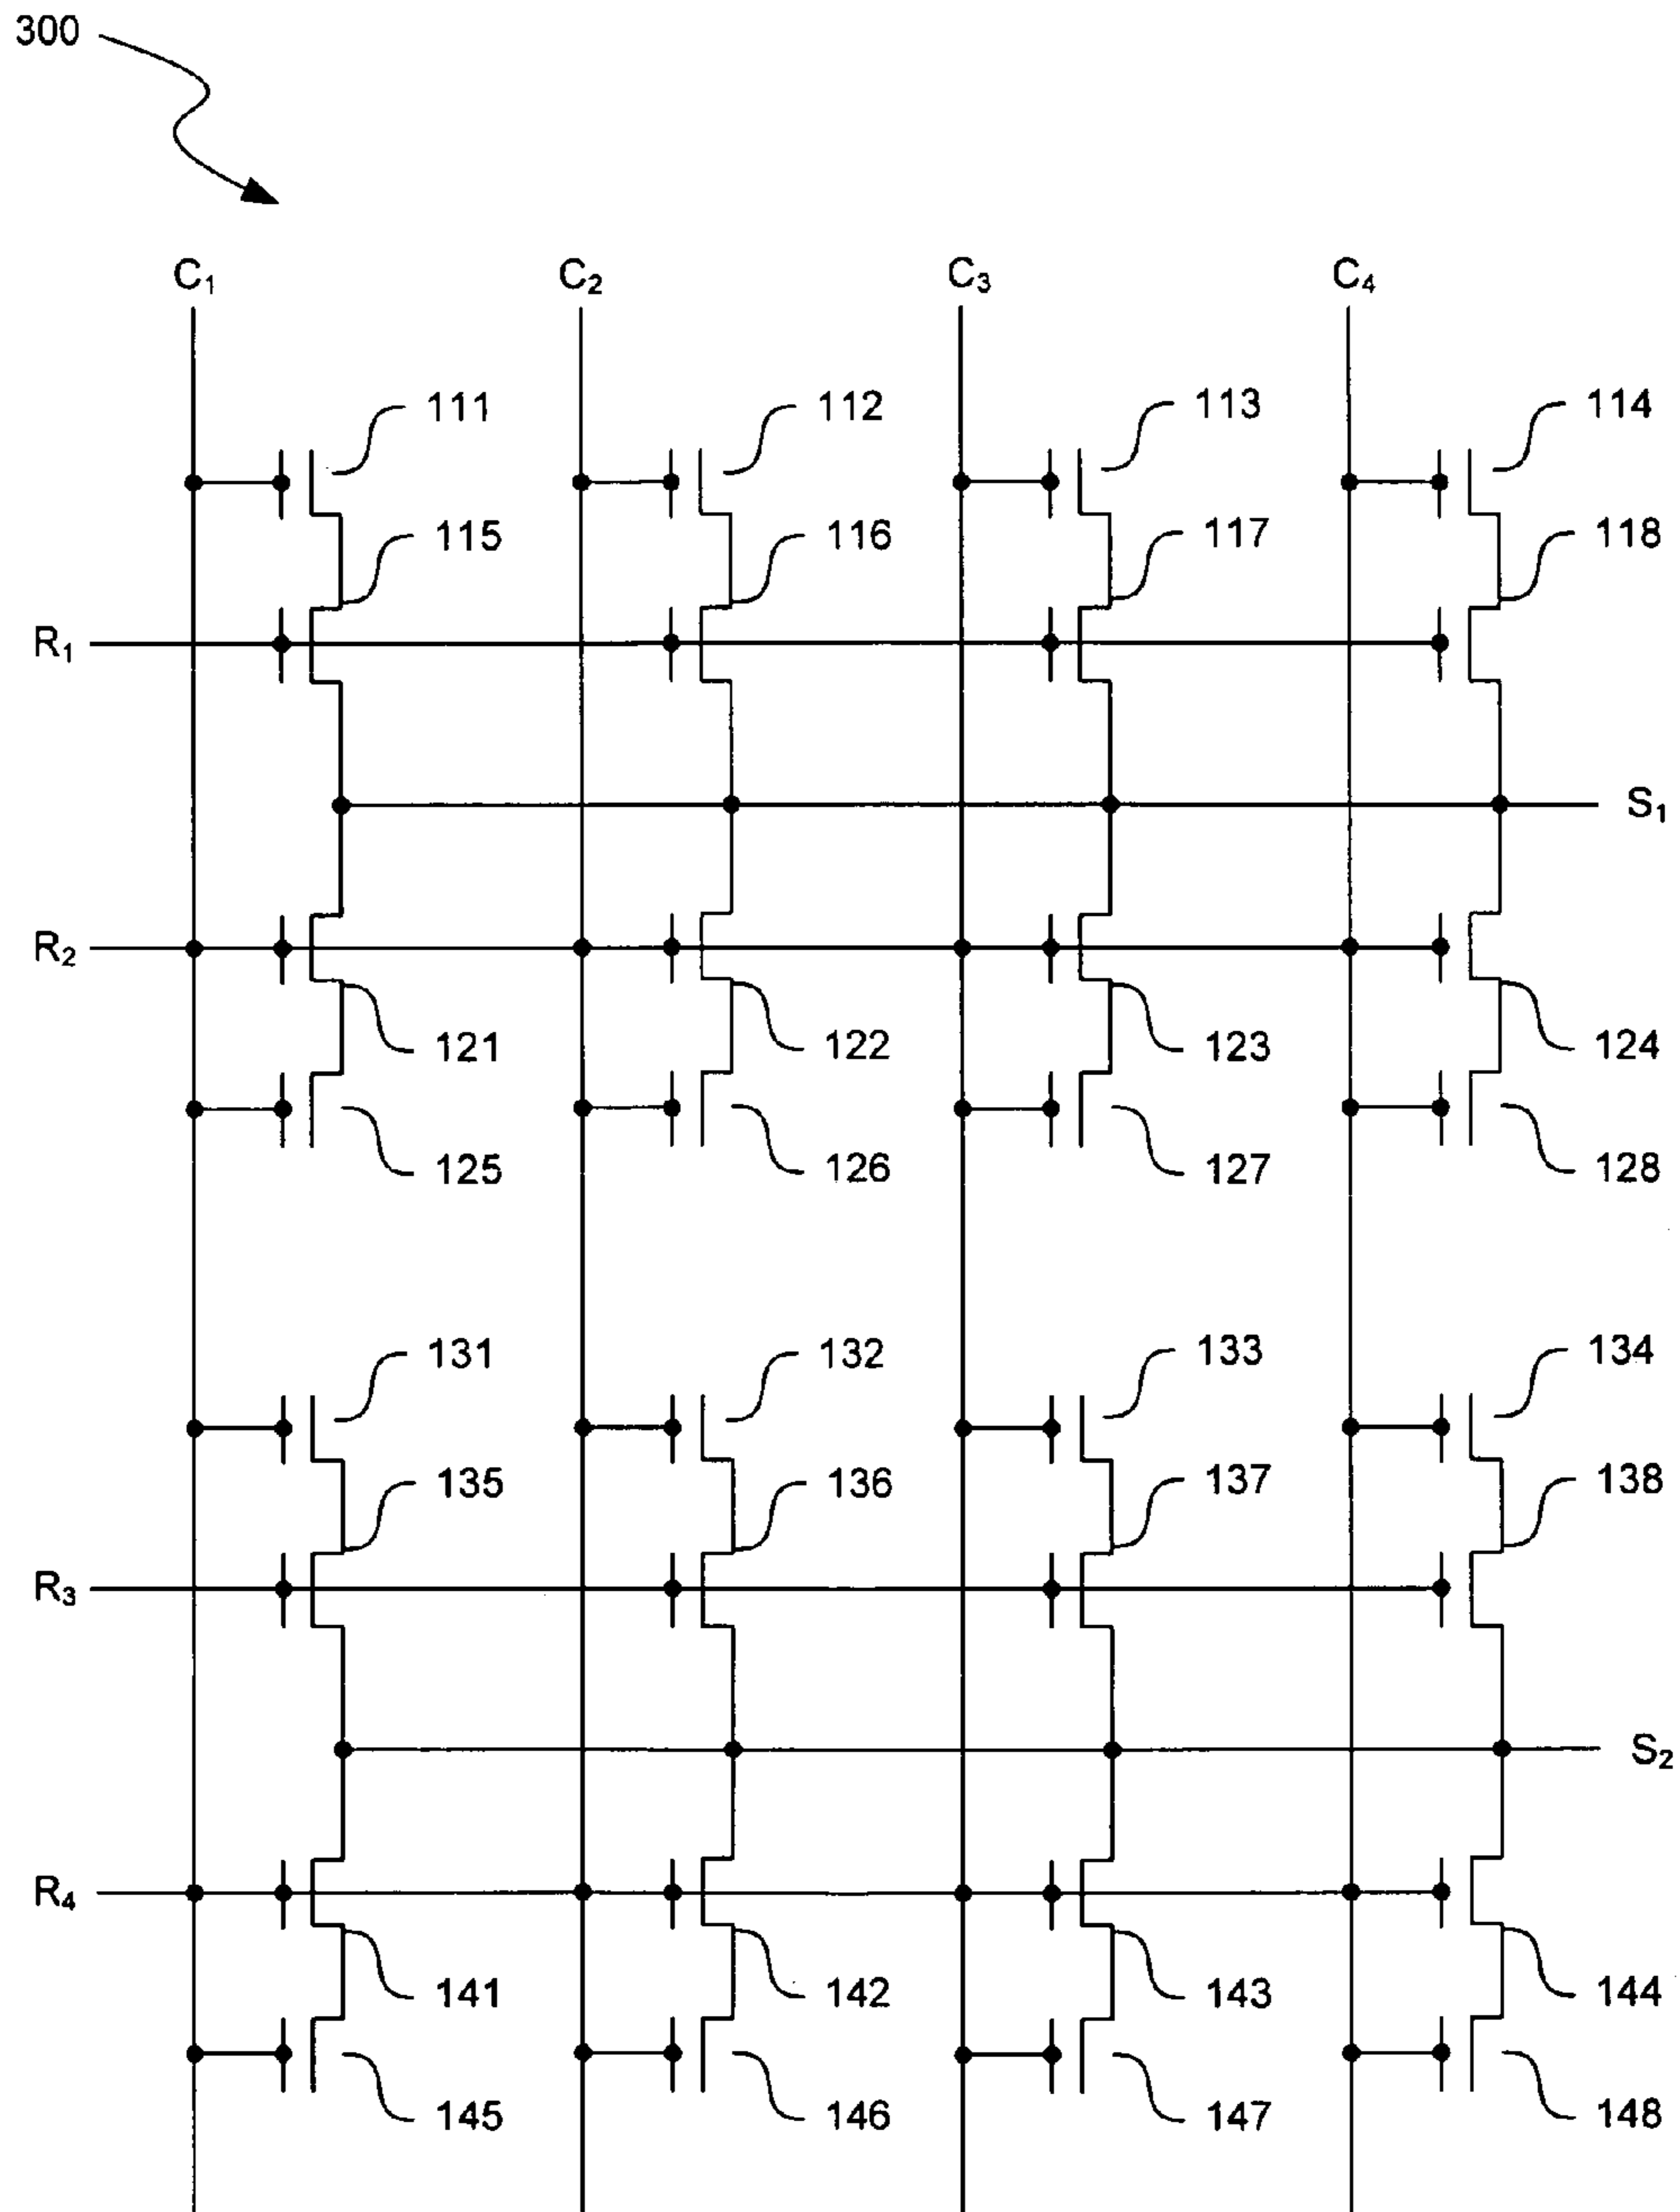 300
C₁ C₂ C₃ C₄
111 112 113 114
115 116 117 118
R₁
S₁
R₂
121 122 123 124
125 126 127 128
131 132 133 134
135 136 137 138
R₃
S₂
R₄
141 142 143 144
145 146 147 148